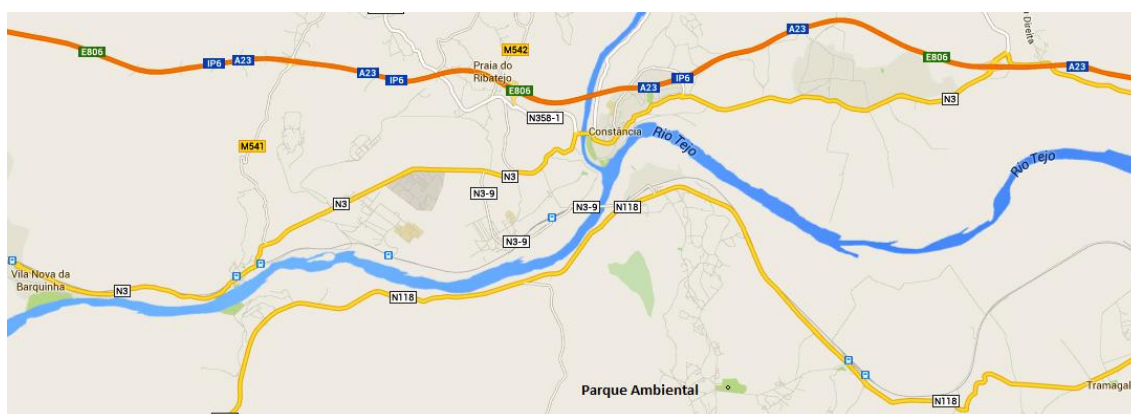 A23
E806
E806
IP6
A23
M542
A23
IP6
Praia do
Ribatejo
E806
A23
IP6
A23
N3
N358-1
Constância
M541
Rio Tejo
Rio Tejo
N3
N3
N3-9
N3-9
N118
N3-9
Vila Nova da
Barquinha
N3
N118
Parque Ambiental
Tramagal
N118